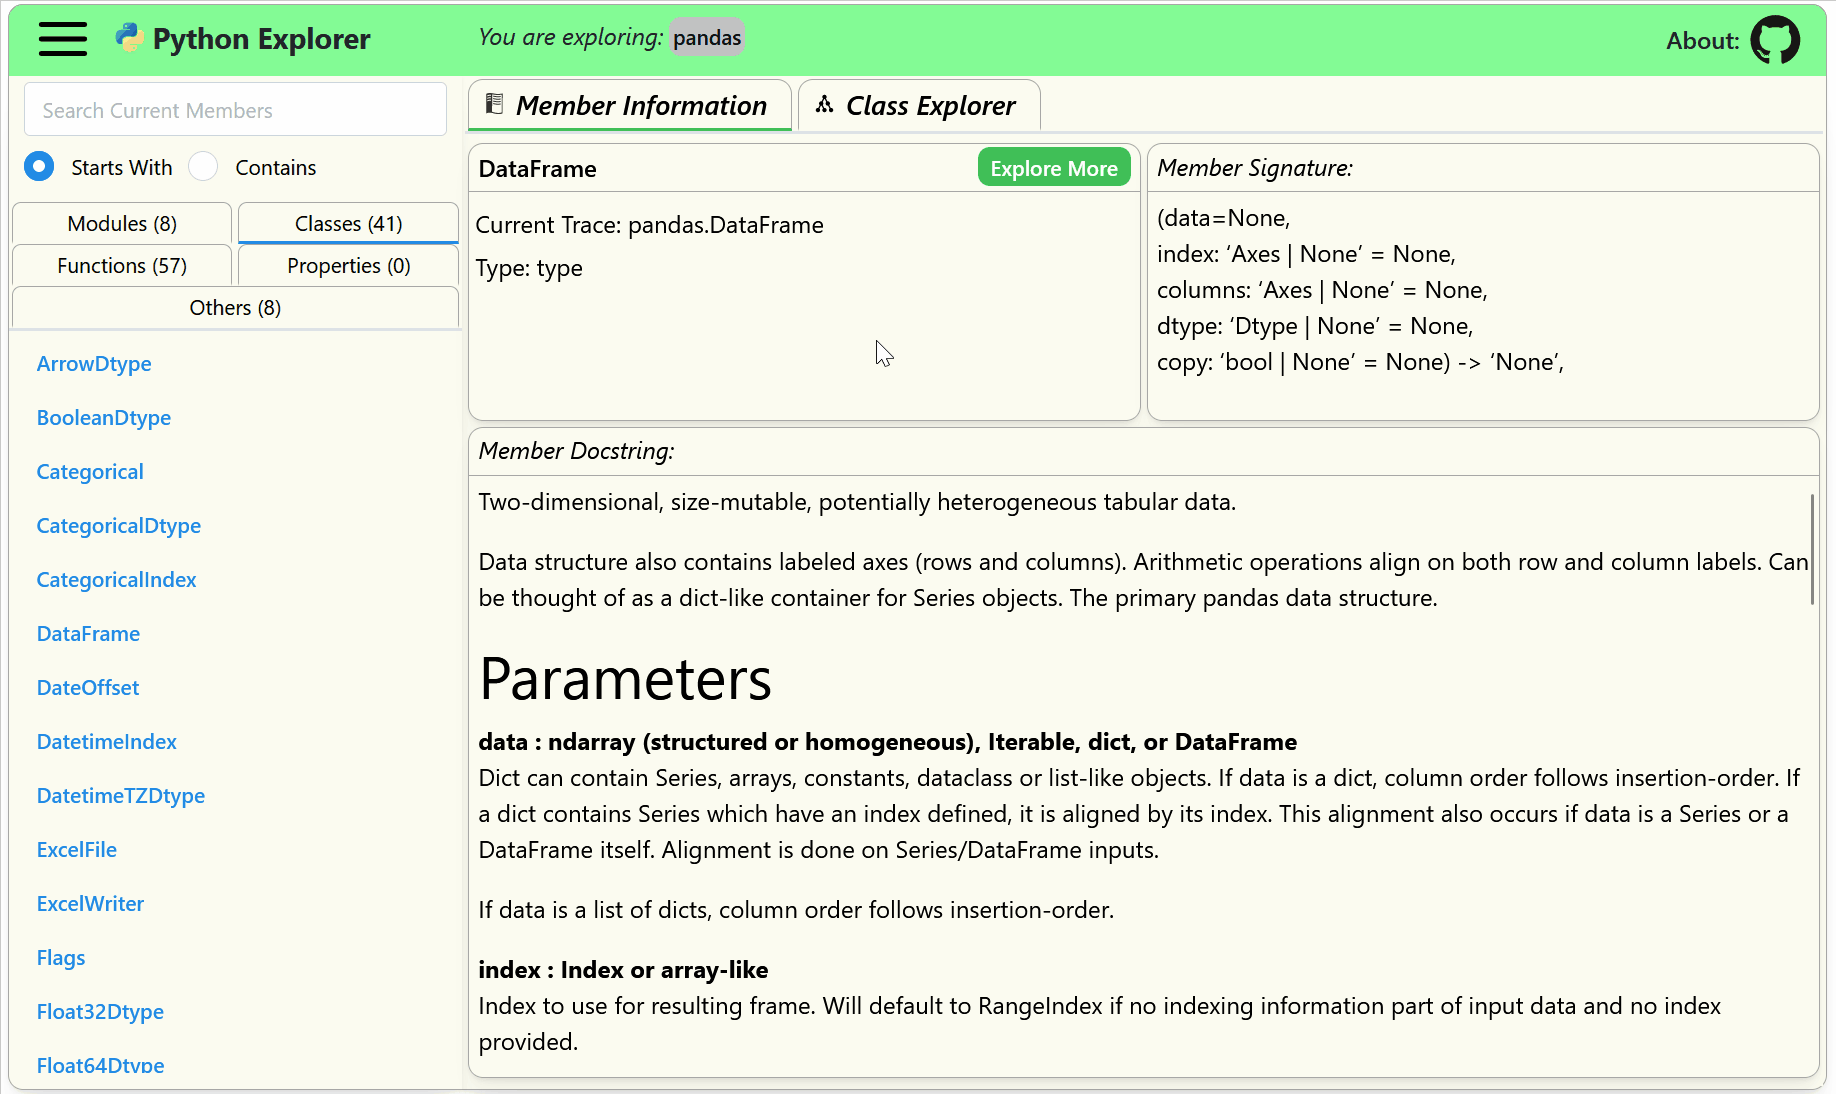 Python Explorer
You are exploring: pandas
About:
Search Current Members
Starts With
Contains
Modules (8)
Classes (41)
Functions (57)
Properties (0)
Others (8)
ArrowDtype
BooleanDtype
Categorical
CategoricalDtype
CategoricalIndex
DataFrame
DateOffset
DatetimeIndex
DatetimeTZDtype
ExcelFile
ExcelWriter
Flags
Float32Dtype
Float64Dtype
Member Information
Class Explorer
DataFrame
Explore More
Current Trace: pandas.DataFrame
Type: type
Member Signature:
(data=None,
index: ‘Axes | None’ = None,
columns: ‘Axes | None’ = None,
dtype: ‘Dtype | None’ = None,
copy: ‘bool | None’ = None) -> ‘None’,
Member Docstring:
Two-dimensional, size-mutable, potentially heterogeneous tabular data.
Data structure also contains labeled axes (rows and columns). Arithmetic operations align on both row and column labels. Can
be thought of as a dict-like container for Series objects. The primary pandas data structure.
Parameters
data : ndarray (structured or homogeneous), Iterable, dict, or DataFrame
Dict can contain Series, arrays, constants, dataclass or list-like objects. If data is a dict, column order follows insertion-order. If
a dict contains Series which have an index defined, it is aligned by its index. This alignment also occurs if data is a Series or a
DataFrame itself. Alignment is done on Series/DataFrame inputs.
If data is a list of dicts, column order follows insertion-order.
index : Index or array-like
Index to use for resulting frame. Will default to RangeIndex if no indexing information part of input data and no index
provided.